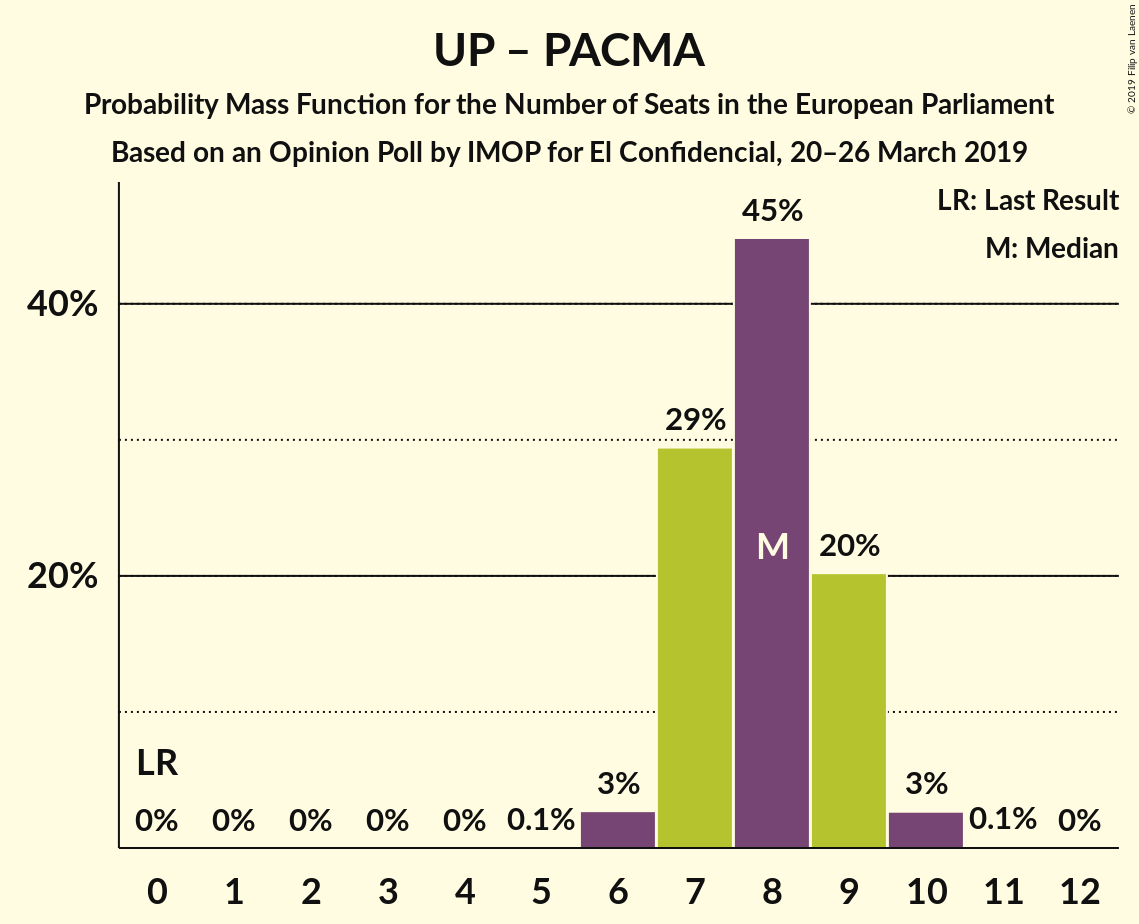 UP – PACMA
Probability Mass Function for the Number of Seats in the European Parliament
Based on an Opinion Poll by IMOP for El Confidencial, 20–26 March 2019
© 2019 Filip van Laenen
LR: Last Result
M: Median
45%
40%
29%
M
20%
20%
LR
0% 0% 0% 0% 0% 0.1% 3% 3% 0.1% 0%
0 1 2 3 4 5 6 7 8 9 10 11 12